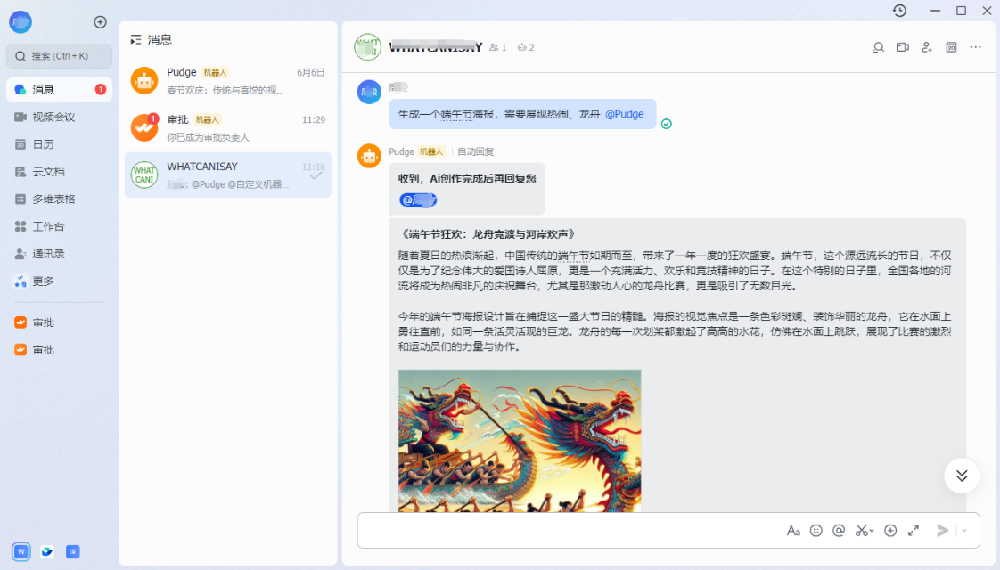 搜索 (Ctrl + K)
消息
1
视频会议
日历
云文档
多维表格
工作台
通讯录
更多
审批
审批
消息
Pudge 机器人 6月6日
春节欢庆：传统与喜悦的视...
1
审批 机器人 11:29
你已成为审批负责人
WHAT
CANI
WHATCANISAY 11:16
: @Pudge @自定义机器...
WHATCANISAY 1 2
生成一个端午节海报，需要展现热闹、龙舟 @Pudge
Pudge 机器人 自动回复
收到，Ai创作完成后再回复您
《端午节狂欢：龙舟竞渡与河岸欢声》
随着夏日的热浪渐起，中国传统的端午节如期而至，带来了一年一度的狂欢盛宴。端午节，这个源远流长的节日，不仅
仅是为了纪念伟大的爱国诗人屈原，更是一个充满活力、欢乐和竞技精神的日子。在这个特别的日子里，全国各地的河
流将成为热闹非凡的庆祝舞台，尤其是那激动人心的龙舟比赛，更是吸引了无数目光。
今年的端午节海报设计旨在捕捉这一盛大节日的精髓。海报的视觉焦点是一条色彩斑斓、装饰华丽的龙舟，它在水面上
勇往直前，如同一条活灵活现的巨龙。龙舟的每一次划桨都激起了高高的水花，仿佛在水面上跳跃，展现了比赛的激烈
和运动员们的力量与协作。
Aa
W